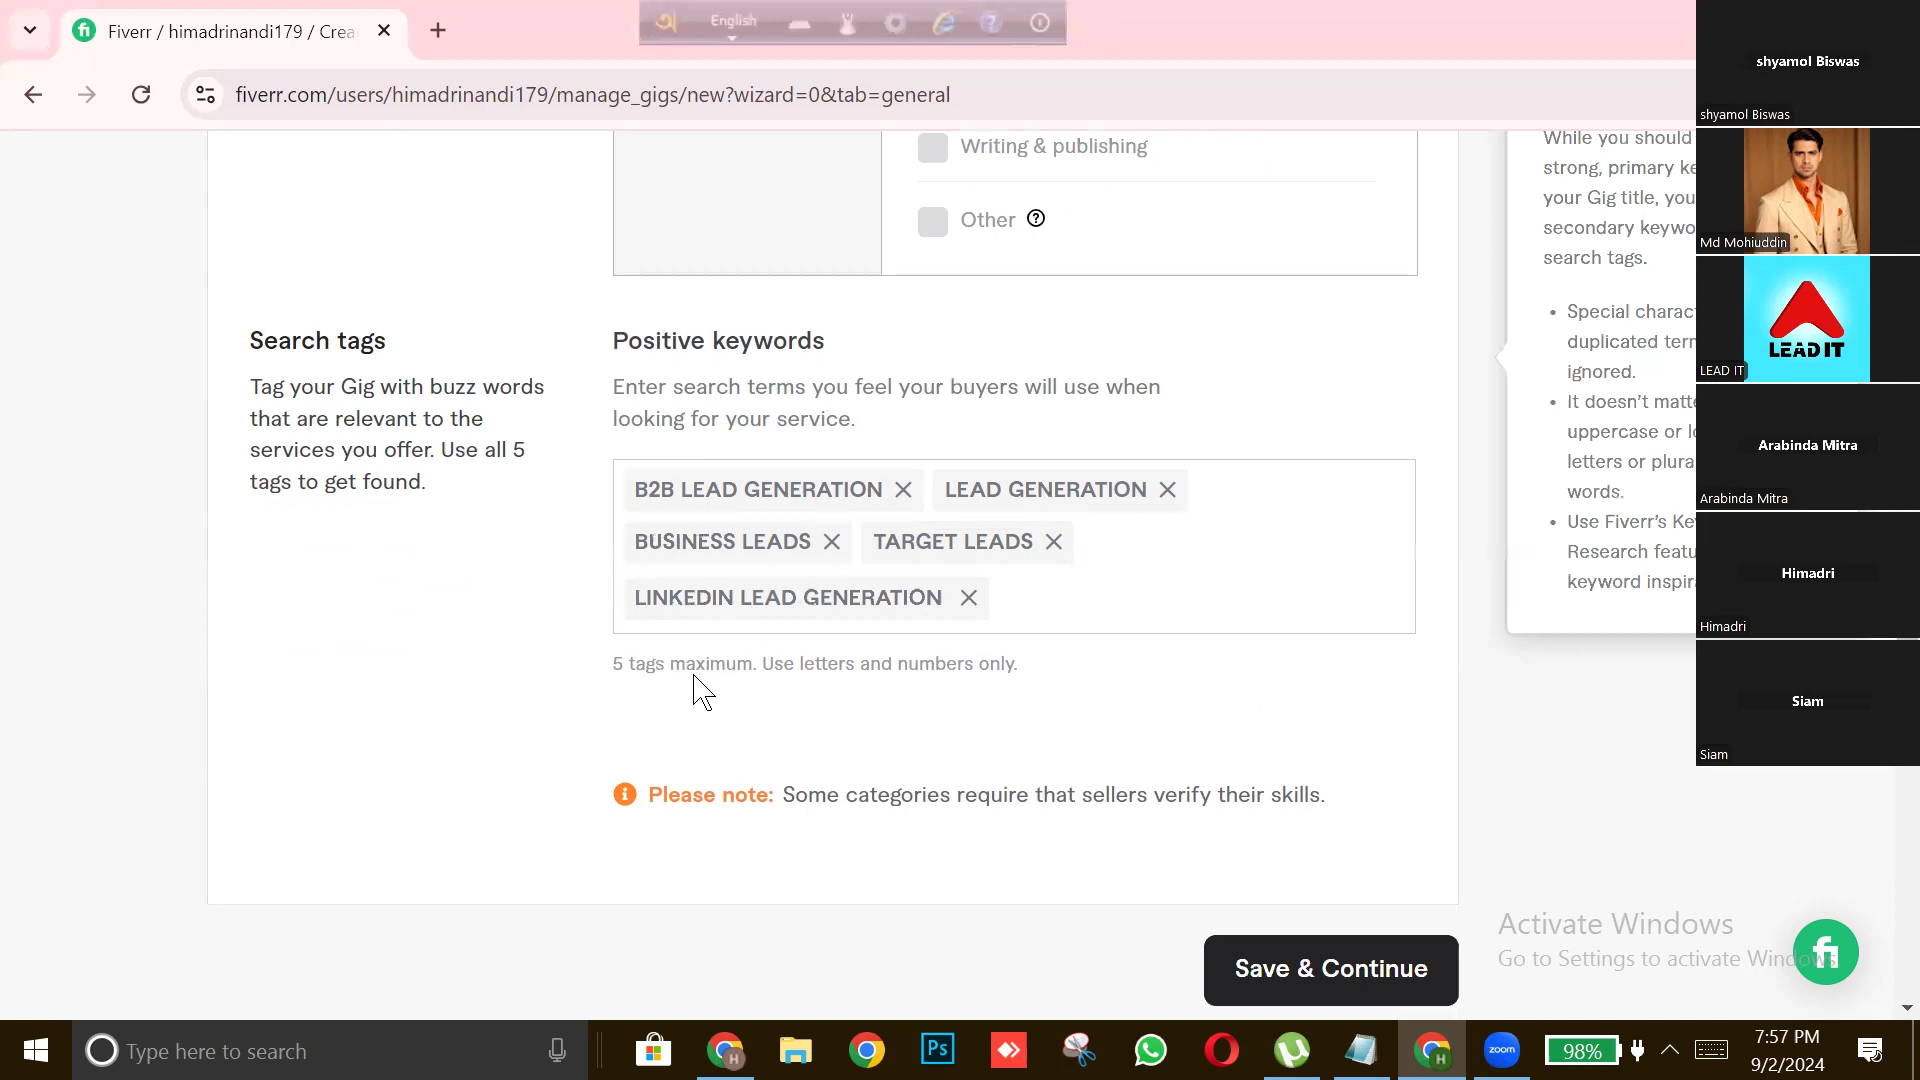 Fiverr / himadrinandi179 / Crea
English
fiverr.com/users/himadrinandi179/manage_gigs/new?wizard=0&tab=general
Writing & publishing
Other
Search tags
Tag your Gig with buzz words
that are relevant to the
services you offer. Use all 5
tags to get found.
Positive keywords
Enter search terms you feel your buyers will use when
looking for your service.
B2B LEAD GENERATION
LEAD GENERATION
BUSINESS LEADS
TARGET LEADS
LINKEDIN LEAD GENERATION
5 tags maximum. Use letters and numbers only.
Please note: Some categories require that sellers verify their skills.
Save & Continue
While you should
strong, primary ke
your Gig title, you
secondary keywo
search tags.
• Special charac
duplicated tern
ignored.
• It doesn't matte
uppercase or lo
letters or plura
words.
• Use Fiverr's Ke
Research featu
keyword inspira
shyamol Biswas
shyamol Biswas
Md Mohiuddin
LEAD IT
LEAD IT
Arabinda Mitra
Arabinda Mitra
Himadri
Himadri
Siam
Siam
Activate Windows
Go to Settings to activate Windows.
fi
Type here to search
H
Ps
H
zoom
98%
7:57 PM
9/2/2024